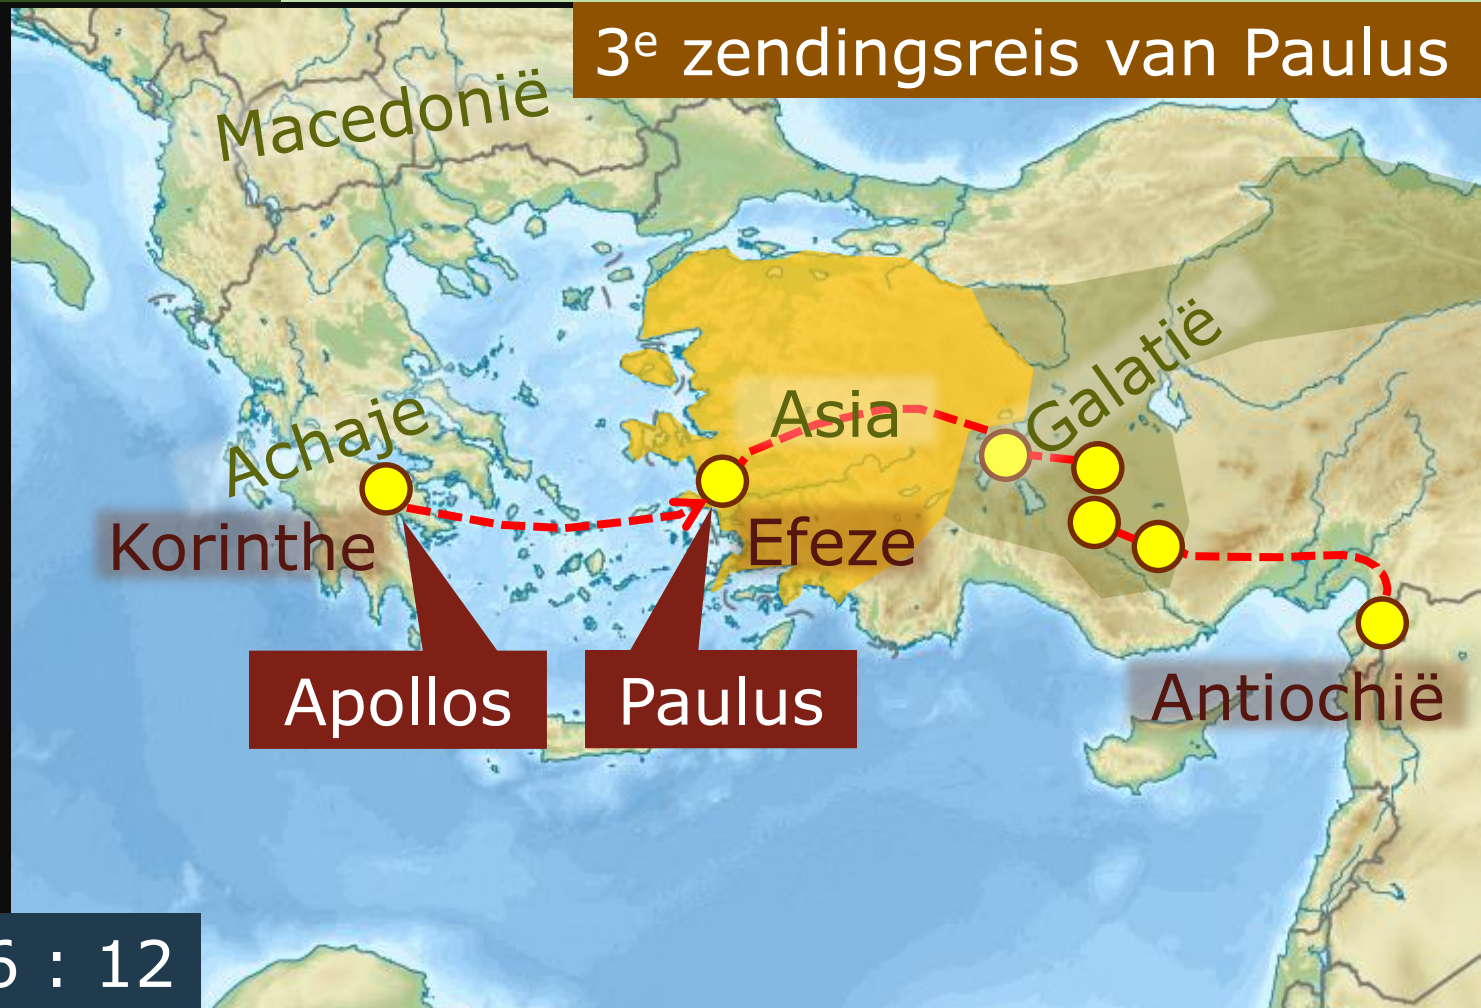 3e zendingsreis van Paulus
Macedonië
Galatië
Asia
Achaje
Korinthe
Efeze
Apollos
Paulus
Antiochië
: 12